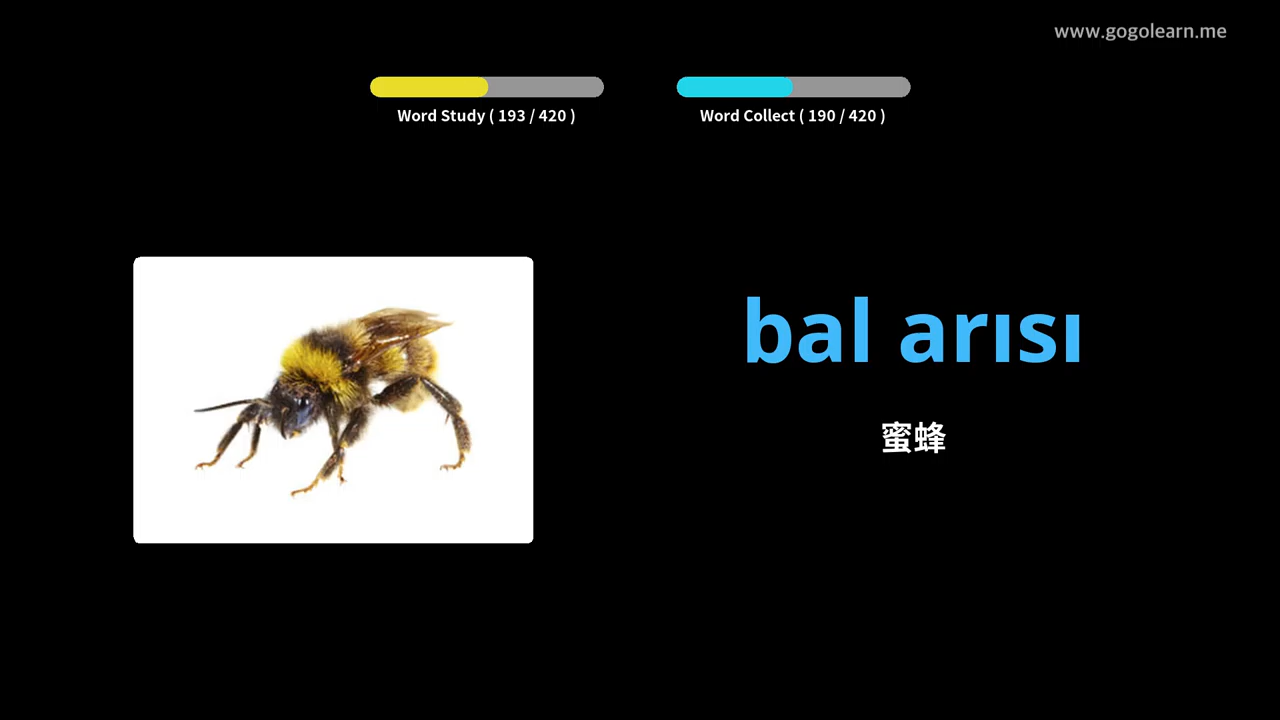 www.gogolearn.me
Word Study ( 193 / 420 )
Word Collect ( 190 / 420 )
bal arısı
蜜蜂